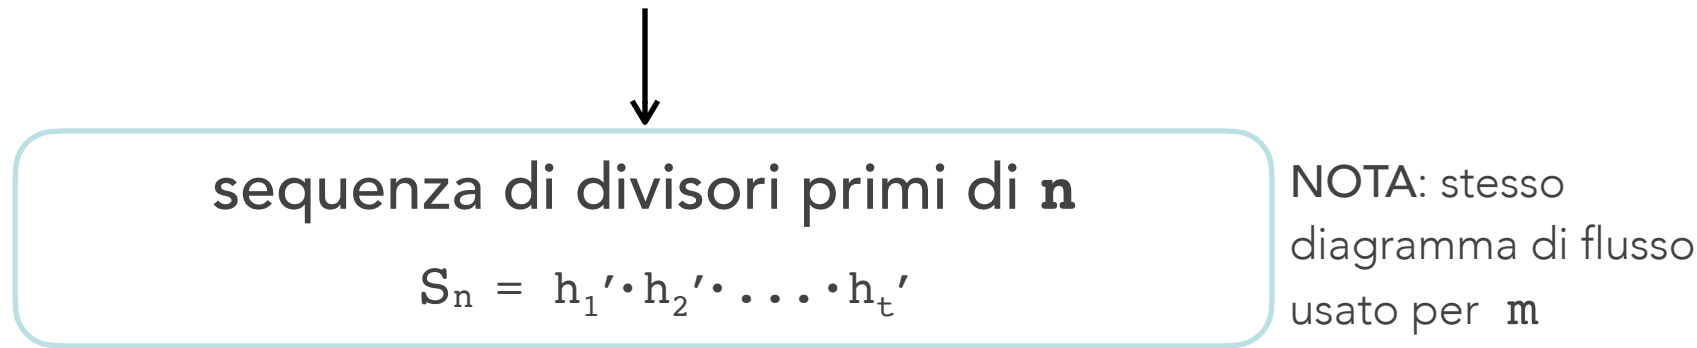 sequenza di divisori primi di n
Sₙ = h₁′·h₂′·...·hₜ′
NOTA: stesso
diagramma di flusso
usato per m